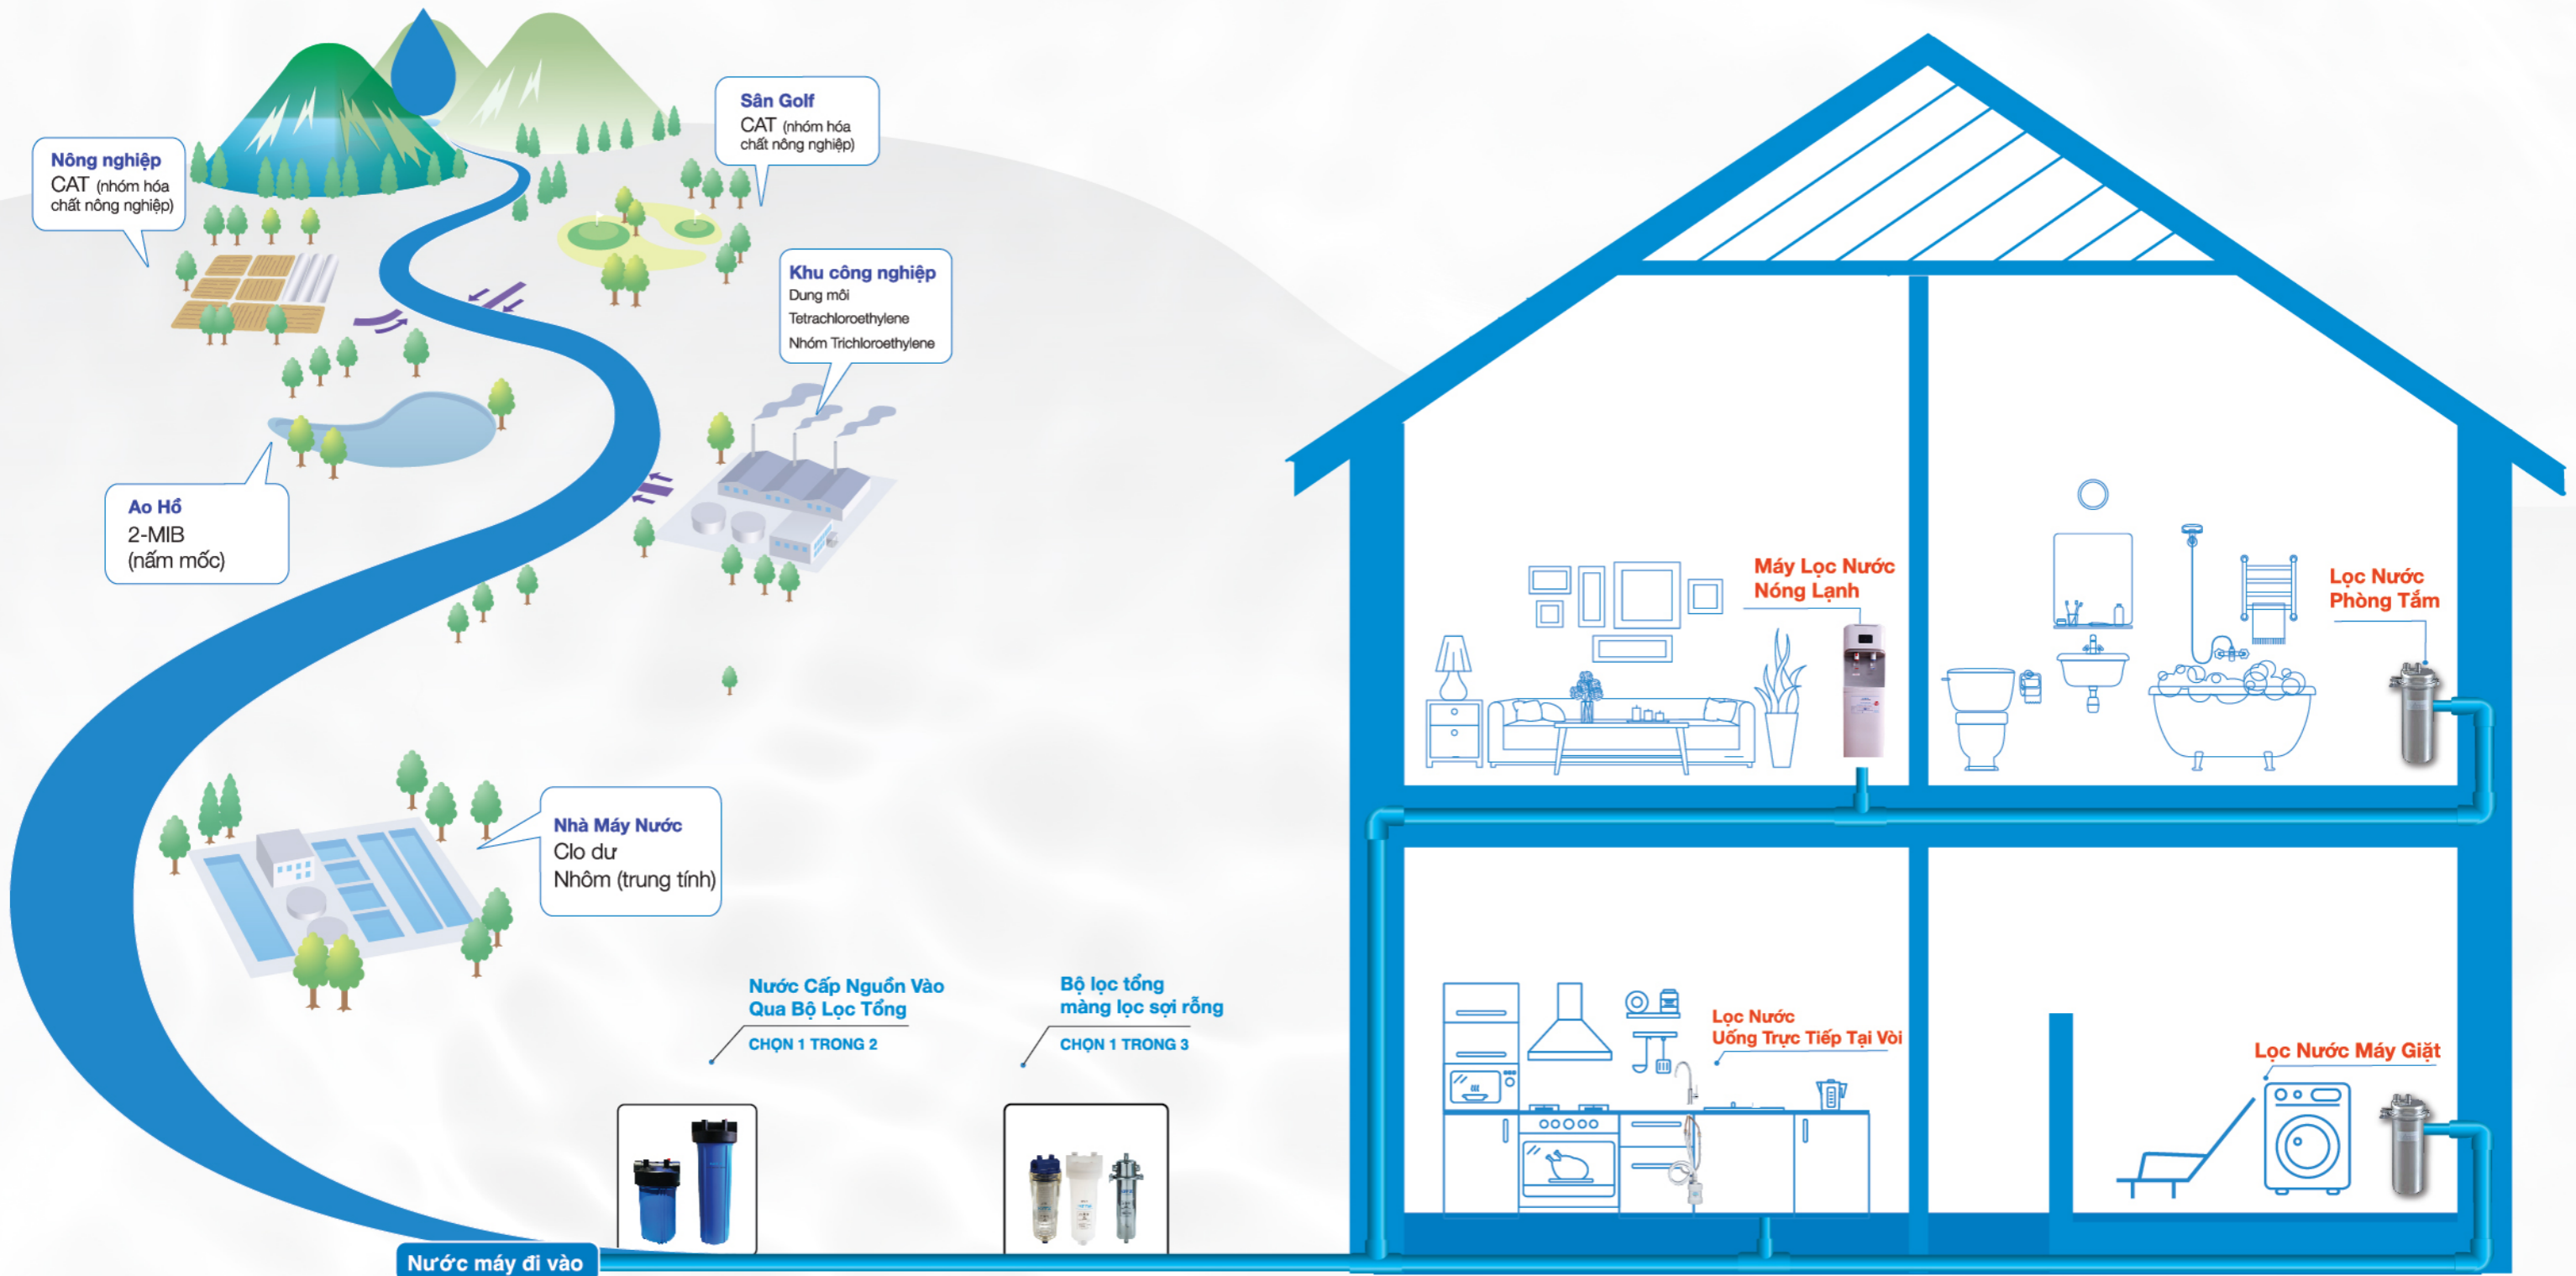 Sân Golf
CAT (nhóm hóa
chất nông nghiệp)
Nông nghiệp
CAT (nhóm hóa
chất nông nghiệp)
Khu công nghiệp
Dung môi
Tetrachloroethylene
Nhóm Trichloroethylene
Ao Hồ
2-MIB
(nấm mốc)
Nhà Máy Nước
Clo dư
Nhôm (trung tính)
Nước Cấp Nguồn Vào
Qua Bộ Lọc Tổng
CHỌN 1 TRONG 2
Bộ lọc tổng
màng lọc sợi rỗng
CHỌN 1 TRONG 3
Nước máy đi vào
Máy Lọc Nước
Nóng Lạnh
Lọc Nước
Phòng Tắm
Lọc Nước
Uống Trực Tiếp Tại Vòi
Lọc Nước Máy Giặt